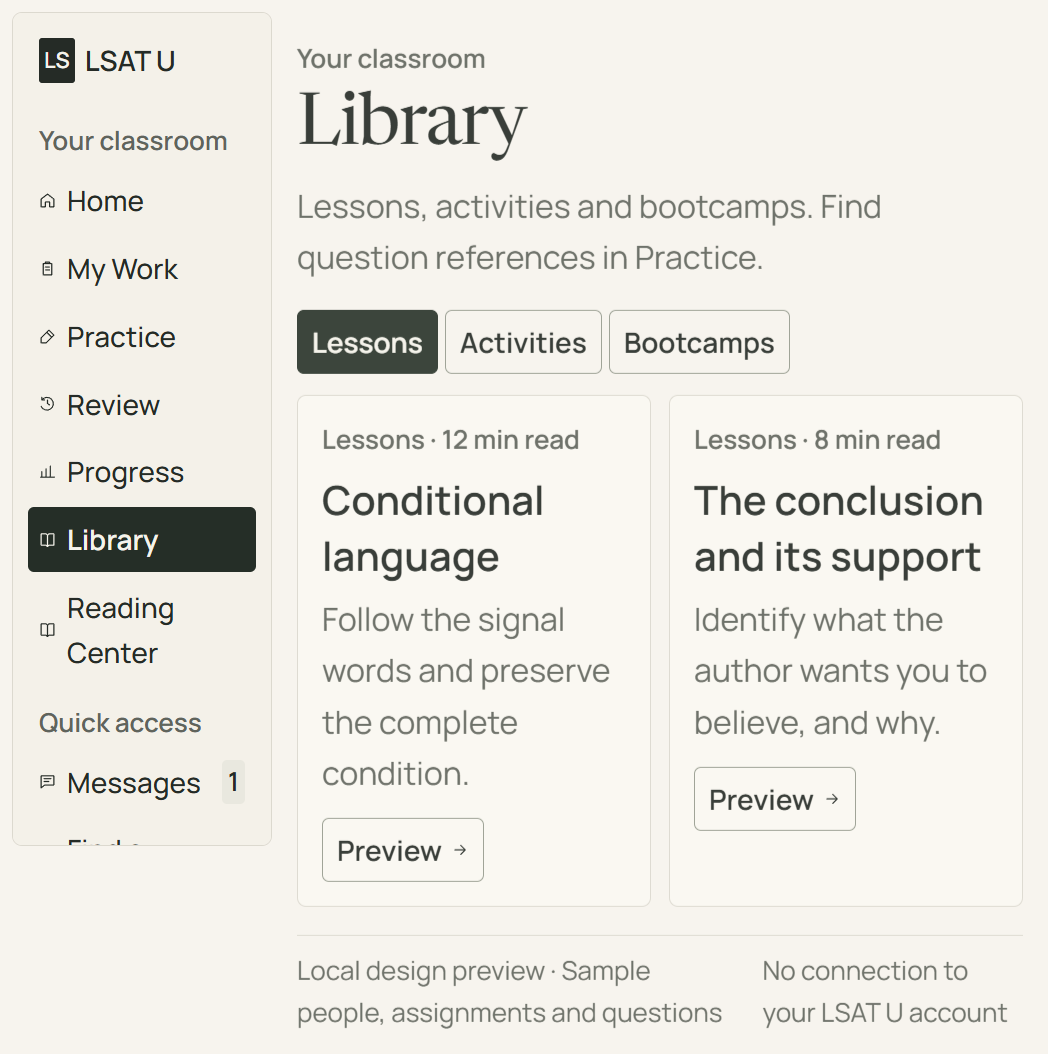 LS LSAT U
Your classroom
Home
My Work
Practice
Review
Progress
Library
Reading
Center
Quick access
Messages 1
Your classroom
Library
Lessons, activities and bootcamps. Find
question references in Practice.
Lessons Activities Bootcamps
Lessons · 12 min read
Conditional
language
Follow the signal
words and preserve
the complete
condition.
Preview →
Lessons · 8 min read
The conclusion
and its support
Identify what the
author wants you to
believe, and why.
Preview →
Local design preview · Sample
people, assignments and questions
No connection to
your LSAT U account